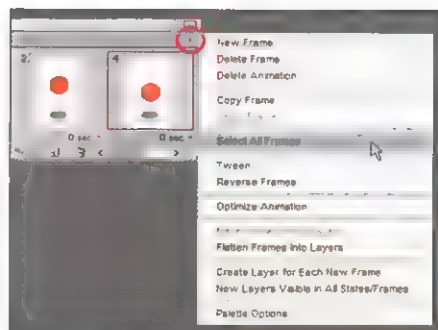 New Frame
Delete Frame
Delete Animation
Copy Frame
3 4
Select All Frames
0 sec. 0 sec.
Tween
Reverse Frames
Optimize Animation
Flatten Frames Into Layers
Create Layer for Each New Frame
New Layers Visible in All States/Frames
Palette Options